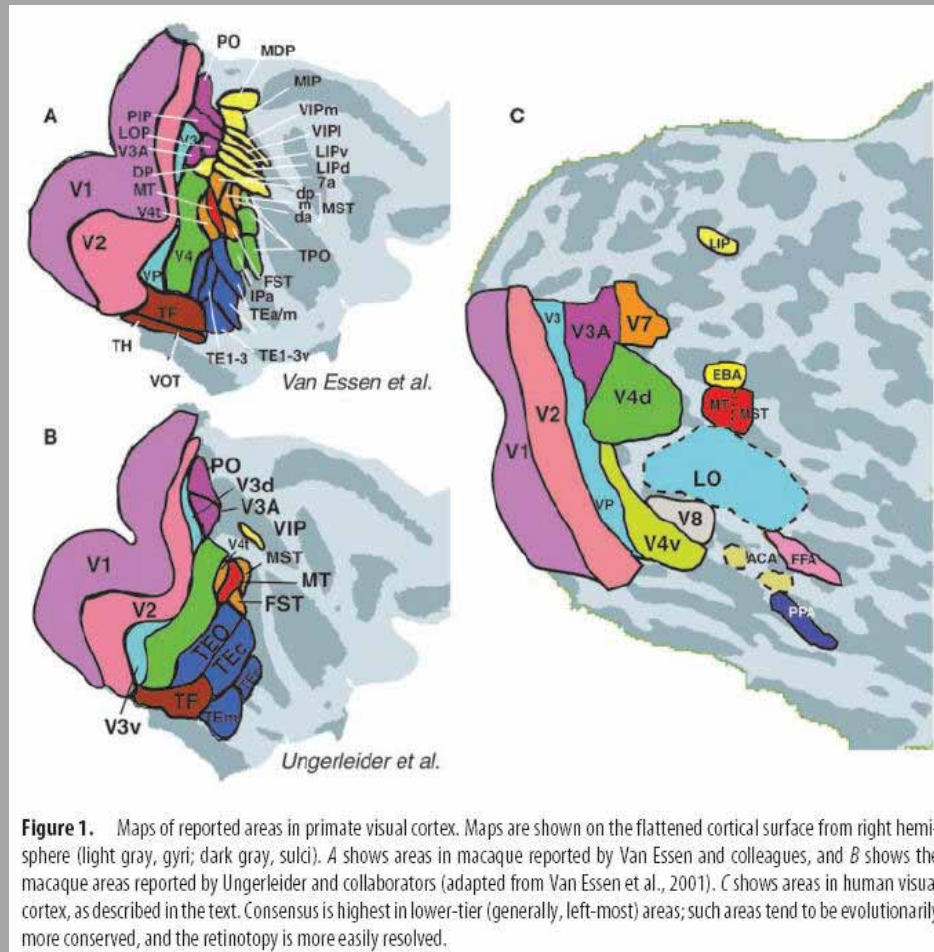 A
PO
MDP
MIP
VIPm
VIPl
LIPv
LIPd
7a
dp
m
da
MST
TPO
FST
IPa
TEa/m
TE1-3v
TE1-3
VOT
TH
TF
VP
V4
V4t
MT
DP
V3A
LOP
PIP
V3
V1
V2
Van Essen et al.
B
PO
V3d
V3A
VIP
V4t
MST
MT
FST
V1
V2
TEO
TEc
TF
TEm
V3v
Ungerleider et al.
C
LIP
V3
V3A
V7
EBA
MT
MST
V4d
V2
V1
LO
VP
V8
V4v
ACA
FFA
PPA
Figure 1. Maps of reported areas in primate visual cortex. Maps are shown on the flattened cortical surface from right hemi-
sphere (light gray, gyri; dark gray, sulci). A shows areas in macaque reported by Van Essen and colleagues, and B shows the
macaque areas reported by Ungerleider and collaborators (adapted from Van Essen et al., 2001). C shows areas in human visua
cortex, as described in the text. Consensus is highest in lower-tier (generally, left-most) areas; such areas tend to be evolutionarily
more conserved, and the retinotopy is more easily resolved.